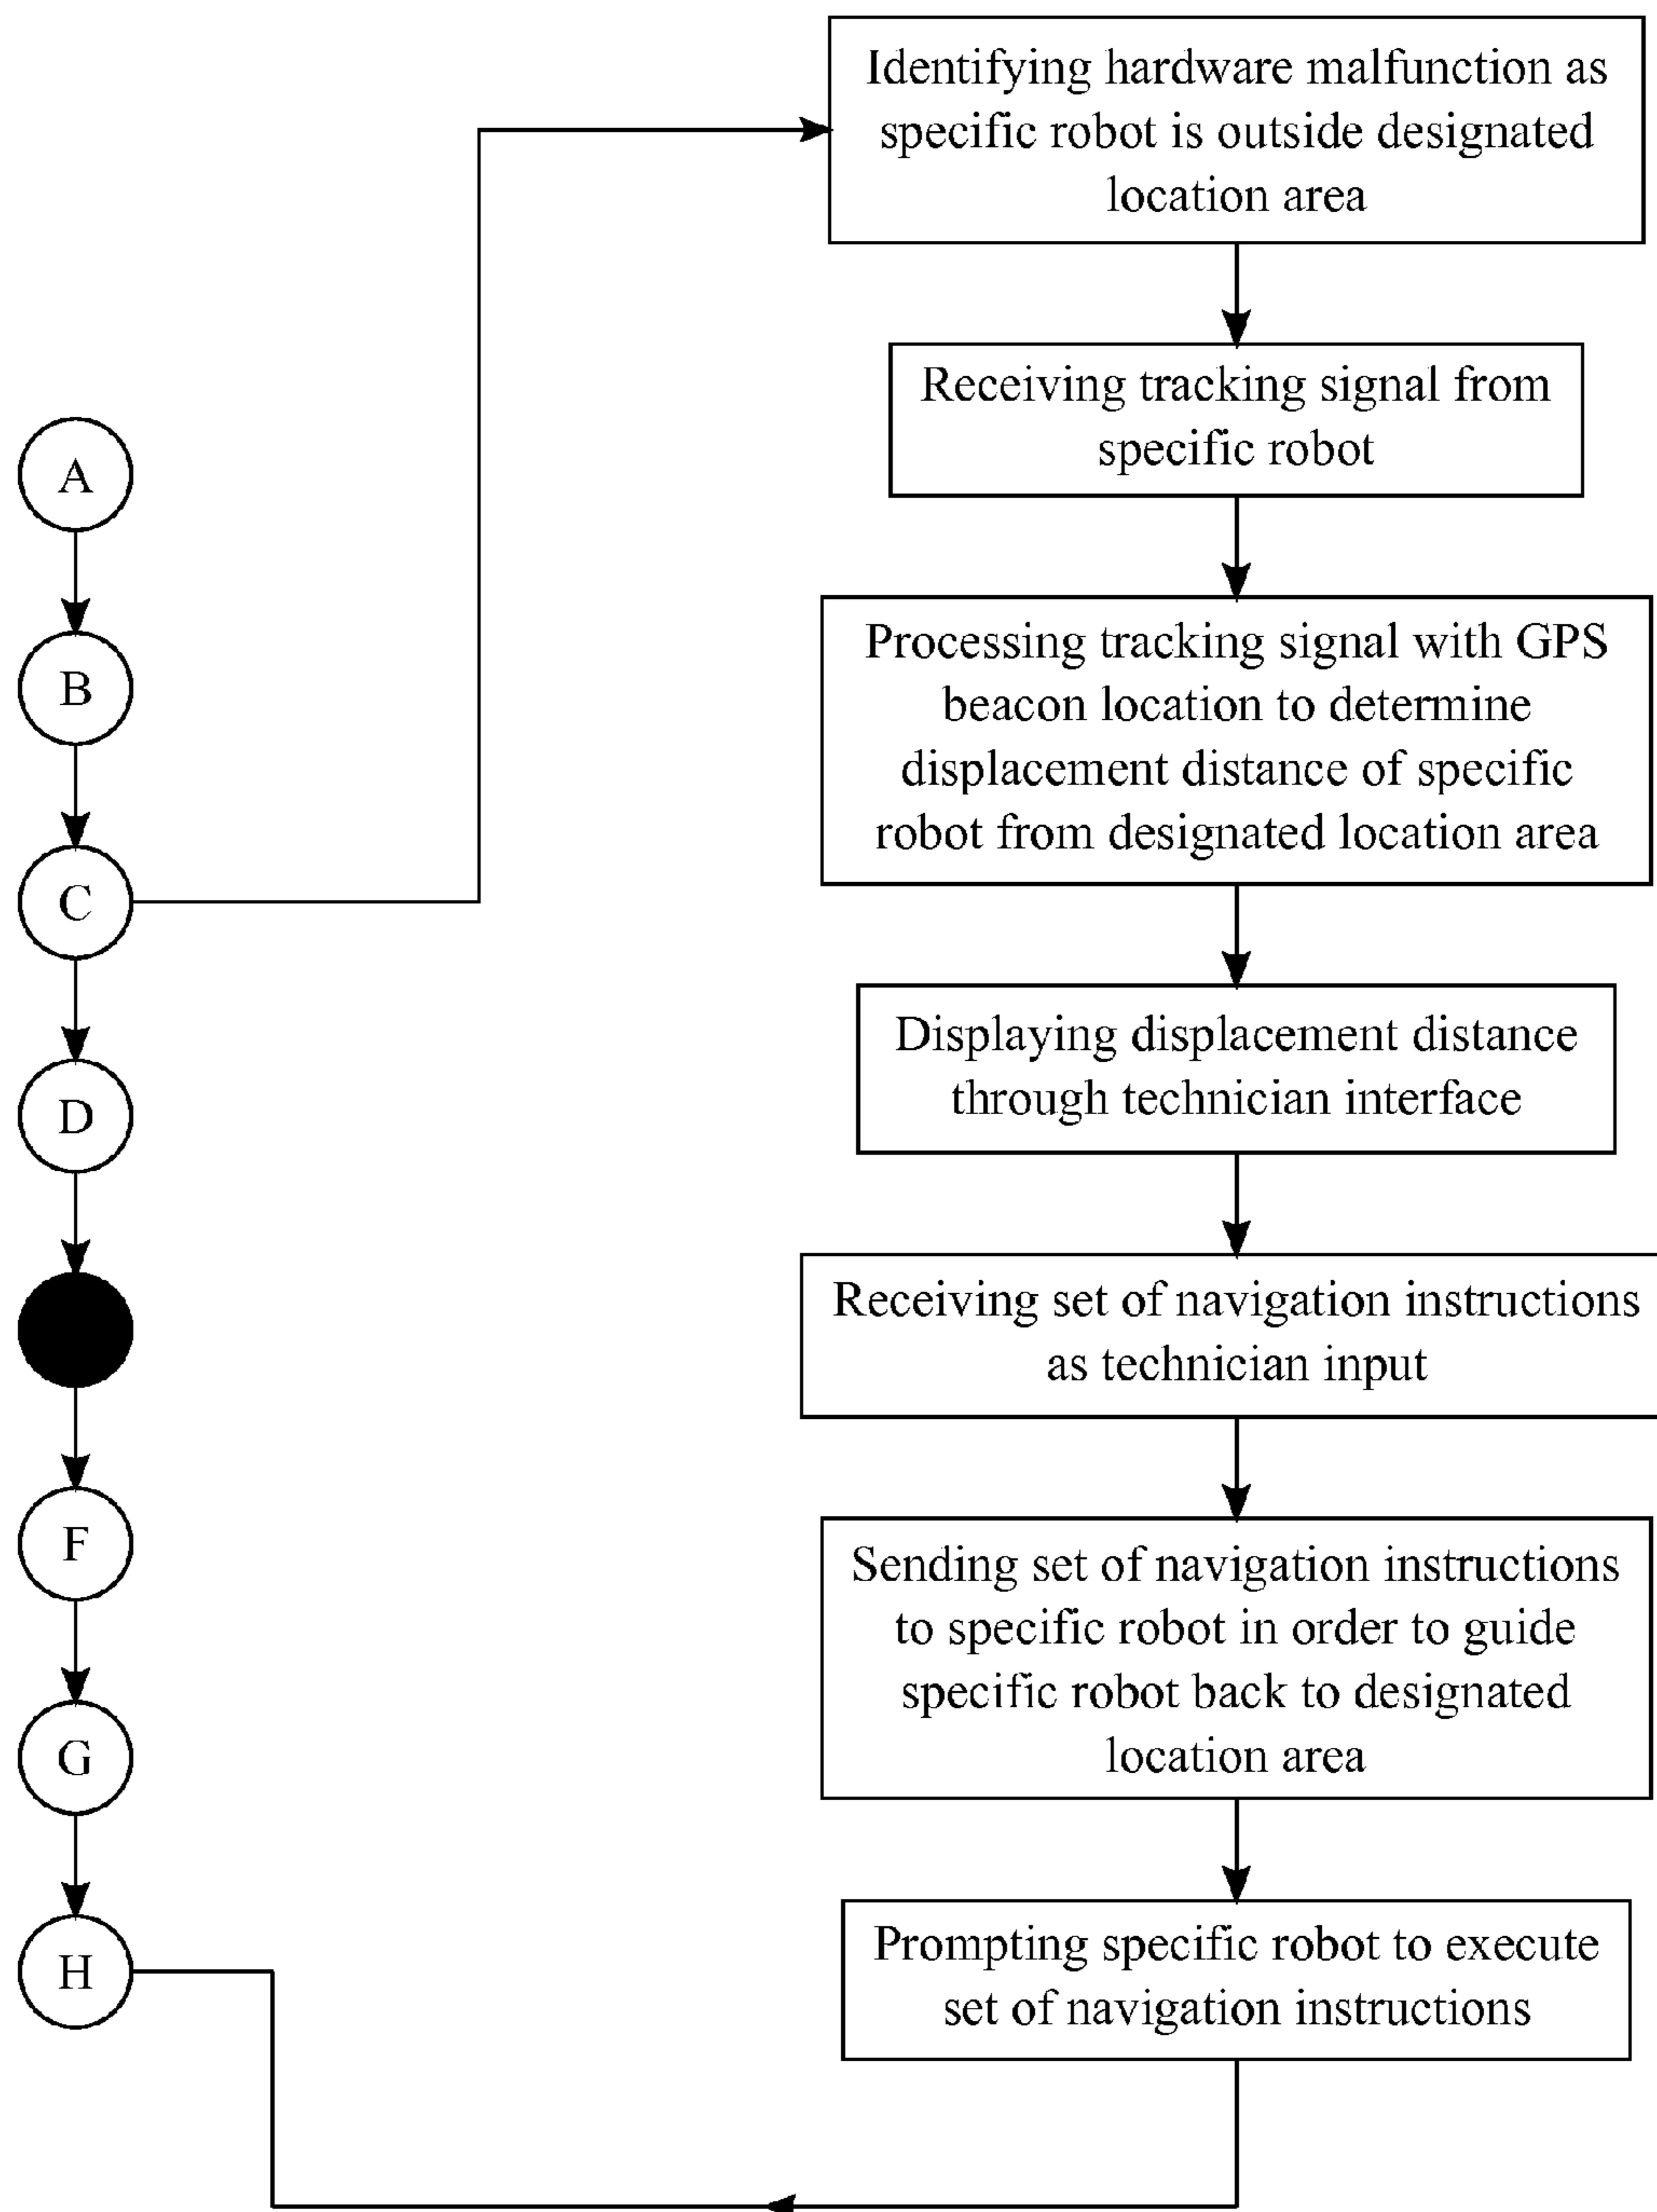 Identifying hardware malfunction as
specific robot is outside designated
location area
Receiving tracking signal from
specific robot
Processing tracking signal with GPS
beacon location to determine
displacement distance of specific
robot from designated location area
Displaying displacement distance
through technician interface
Receiving set of navigation instructions
as technician input
Sending set of navigation instructions
to specific robot in order to guide
specific robot back to designated
location area
Prompting specific robot to execute
set of navigation instructions
A
B
C
D
F
G
H